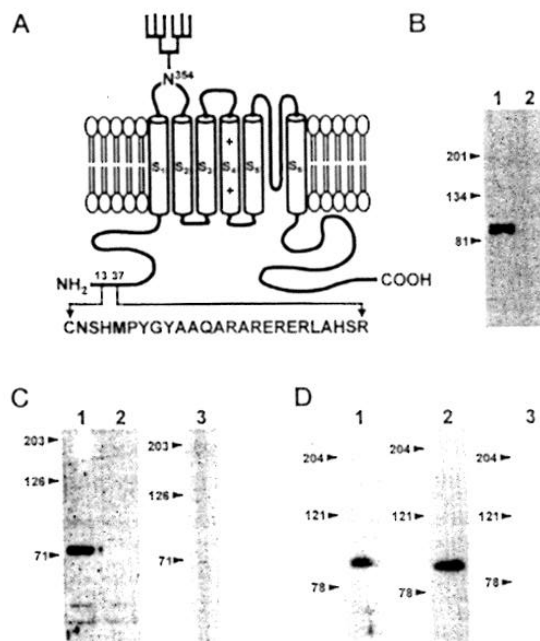 A
B
N354
1 2
S1 S2 S3 S4 S5 S6
+
+
201
134
81
NH2 13 37
COOH
CNSHMPYGYAAQARARERERLAHSR
C
1 2 3
203
126
71
203
126
71
D
1 2 3
204
121
78
204
121
78
204
121
78